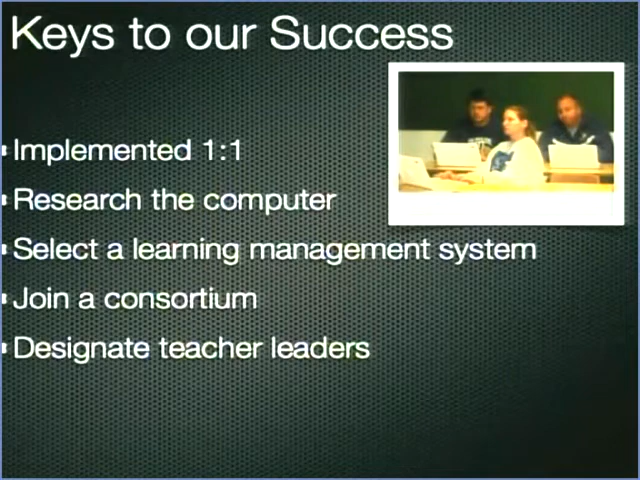 Keys to our Success
Implemented 1:1
Research the computer
Select a learning management system
Join a consortium
Designate teacher leaders